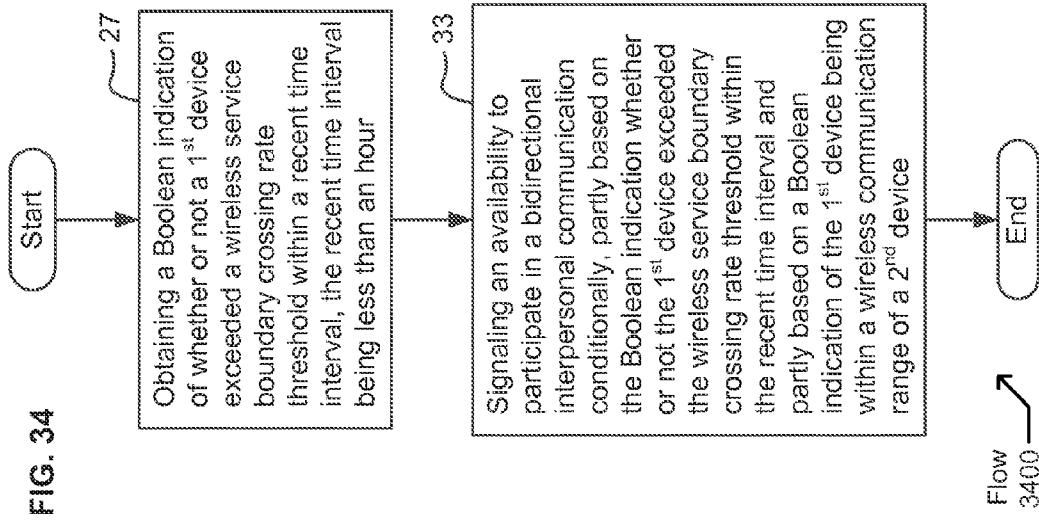 FIG. 34
Start
27
Obtaining a Boolean indication
of whether or not a 1st device
exceeded a wireless service
boundary crossing rate
threshold within a recent time
interval, the recent time interval
being less than an hour
33
Signaling an availability to
participate in a bidirectional
interpersonal communication
conditionally, partly based on
the Boolean indication whether
or not the 1st device exceeded
the wireless service boundary
crossing rate threshold within
the recent time interval and
partly based on a Boolean
indication of the 1st device being
within a wireless communication
range of a 2nd device
End
Flow
3400